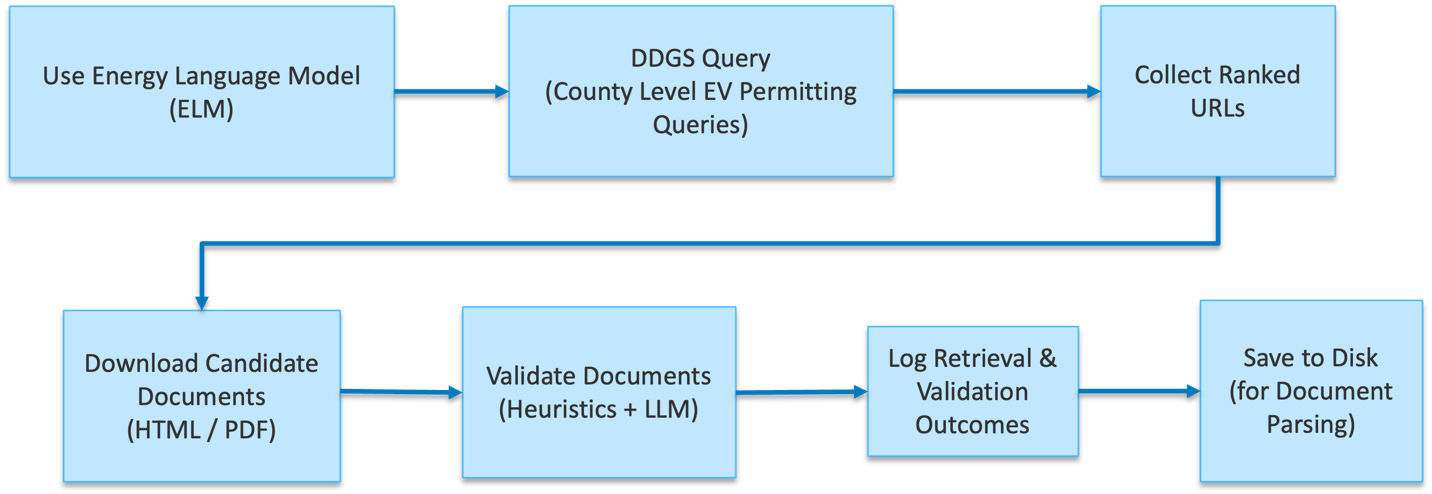 Use Energy Language Model
(ELM)
DDGS Query
(County Level EV Permitting
Queries)
Collect Ranked
URLs
Download Candidate
Documents
(HTML / PDF)
Validate Documents
(Heuristics + LLM)
Log Retrieval &
Validation
Outcomes
Save to Disk
(for Document
Parsing)